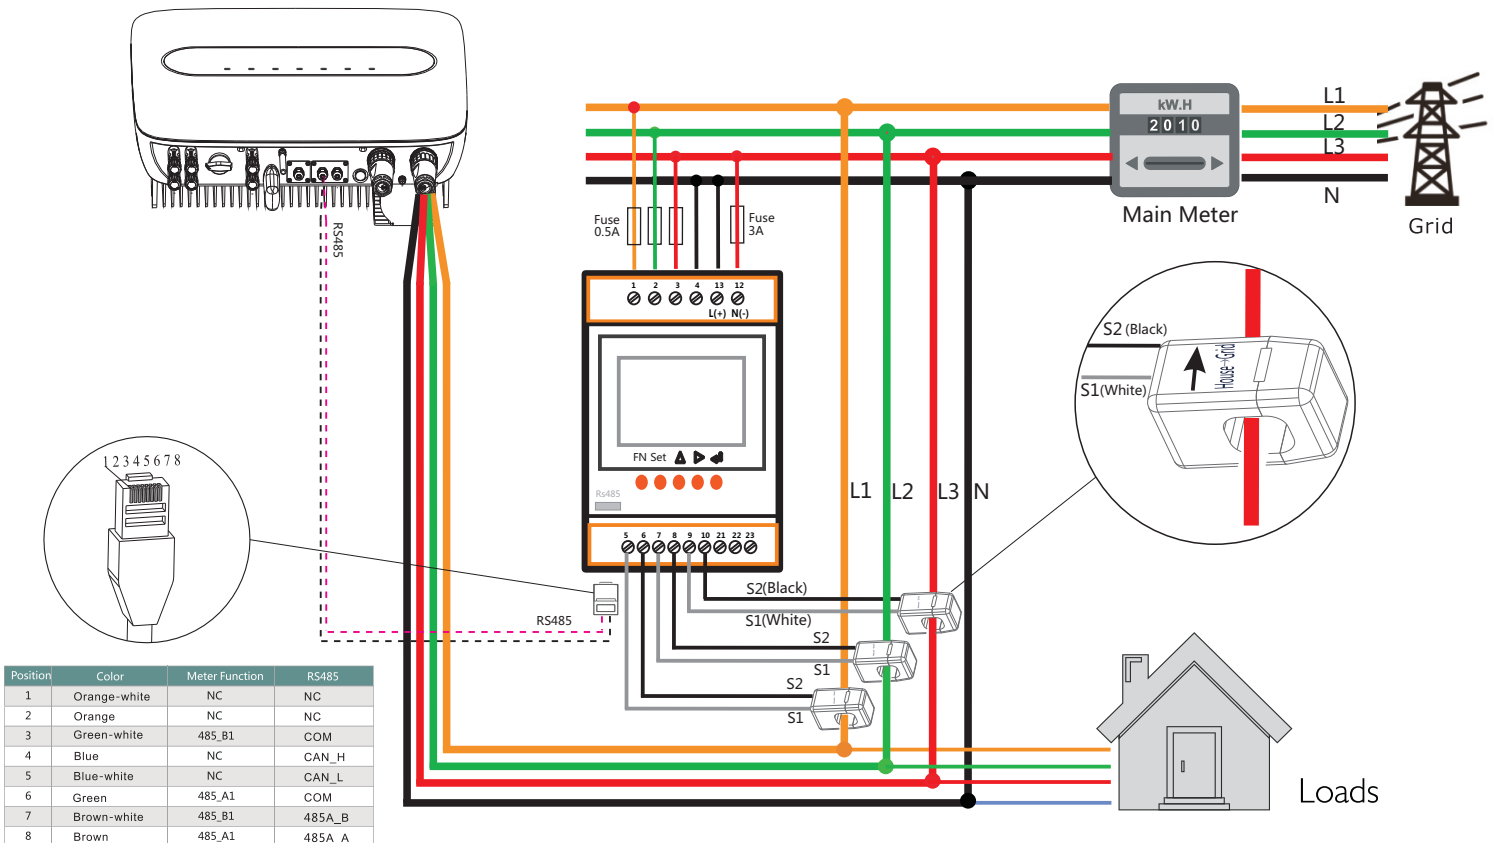 kW.H
2010
L1
L2
L3
N
Main Meter
Grid
RS485
Fuse
0.5A
Fuse
3A
1 2 3 4 13 12
L(+) N(-)
S2 (Black)
House→Grid
S1(White)
FN Set
Rs485
12345678
L1 L2 L3 N
5 6 7 8 9 10 21 22 23
S2(Black)
S1(White)
RS485
S2
S1
S2
S1
Position Color Meter Function RS485
1 Orange-white NC NC
2 Orange NC NC
3 Green-white 485_B1 COM
4 Blue NC CAN_H
5 Blue-white NC CAN_L
6 Green 485_A1 COM
7 Brown-white 485_B1 485A_B
8 Brown 485_A1 485A_A
Loads